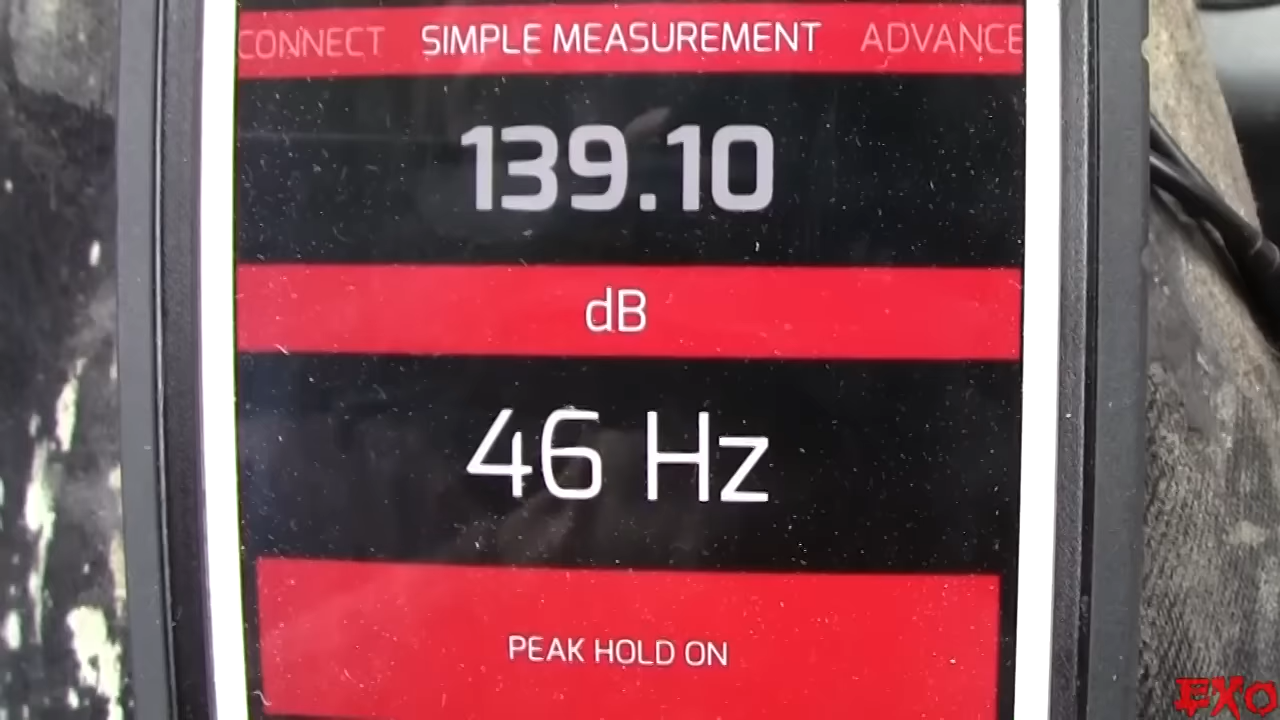 CONNECT SIMPLE MEASUREMENT ADVANCE
139.10
dB
46 Hz
PEAK HOLD ON
EXO